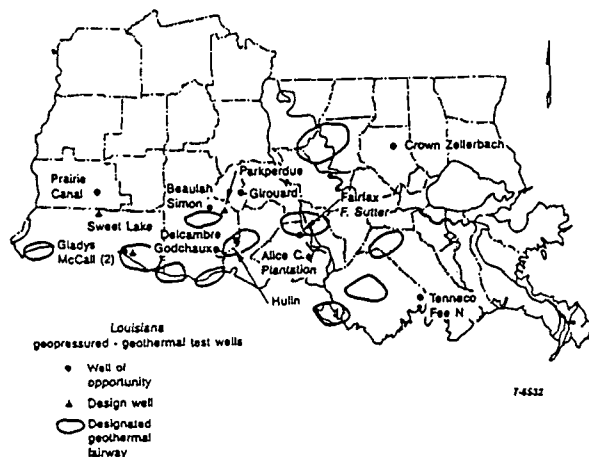 Crown Zellerbach
Parkperdue
Prairie
Canal
Beaulah
Simon
Girouard
Fairfax
F. Sutter
Sweet Lake
Delcambre
Godchaux
Gladys
McCall (2)
Alice C.
Plantation
Hulin
Tenneco
Fee N
Louisiana
geopressured - geothermal test wells
Well of
opportunity
Design well
Designated
geothermal
fairway
T-6532